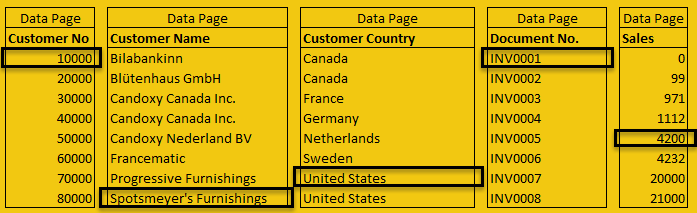 Data Page Data Page Data Page Data Page Data Page
Customer No Customer Name Customer Country Document No. Sales
10000 Bilabankinn Canada INV0001 0
20000 Blütenhaus GmbH Canada INV0002 99
30000 Candoxy Canada Inc. France INV0003 971
40000 Candoxy Canada Inc. Germany INV0004 1112
50000 Candoxy Nederland BV Netherlands INV0005 4200
60000 Francematic Sweden INV0006 4232
70000 Progressive Furnishings United States INV0007 20000
80000 Spotsmeyer's Furnishings United States INV0008 21000